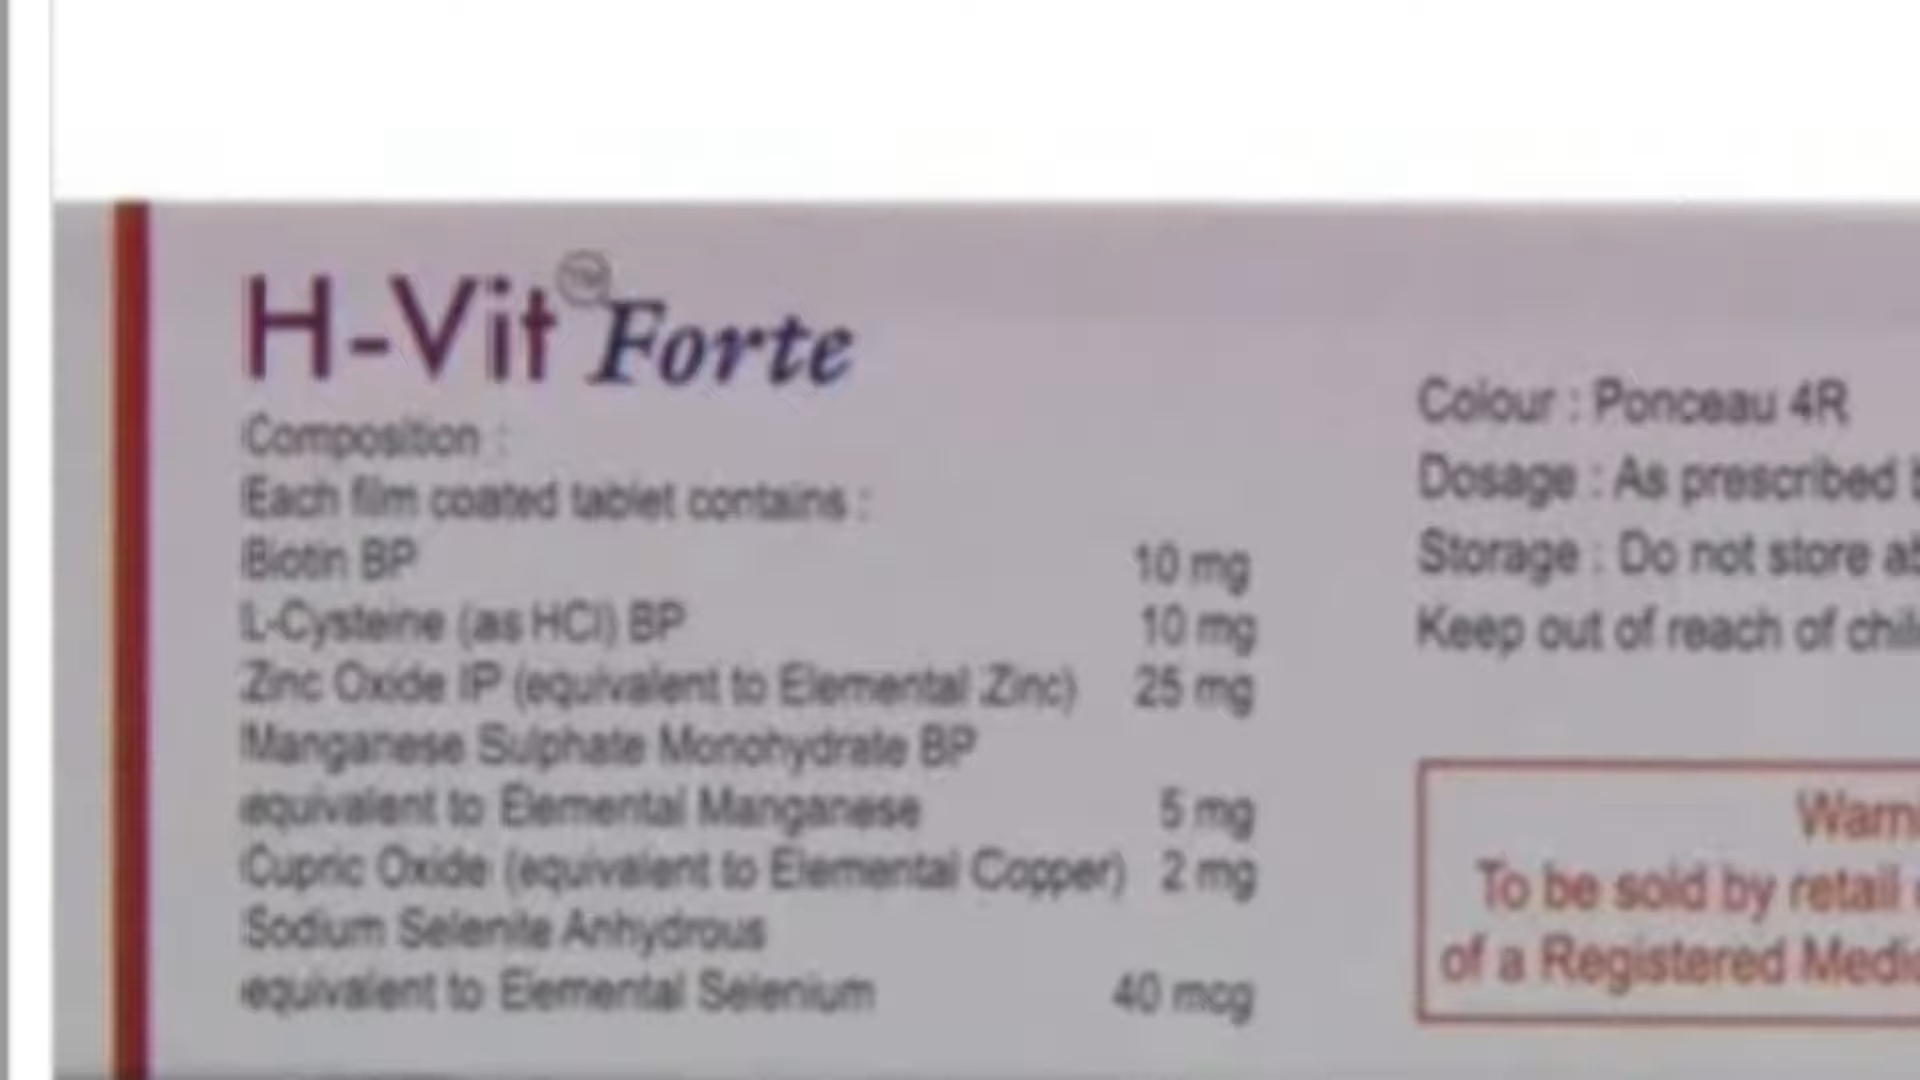 H-Vit™ Forte
Composition :
Each film coated tablet contains :
Biotin BP 10 mg
L-Cysteine (as HCl) BP 10 mg
Zinc Oxide IP (equivalent to Elemental Zinc) 25 mg
Manganese Sulphate Monohydrate BP
equivalent to Elemental Manganese 5 mg
Cupric Oxide (equivalent to Elemental Copper) 2 mg
Sodium Selenite Anhydrous
equivalent to Elemental Selenium 40 mcg
Colour : Ponceau 4R
Dosage : As prescribed
Storage : Do not store
Keep out of reach of
To be sold by retail
of a Registered